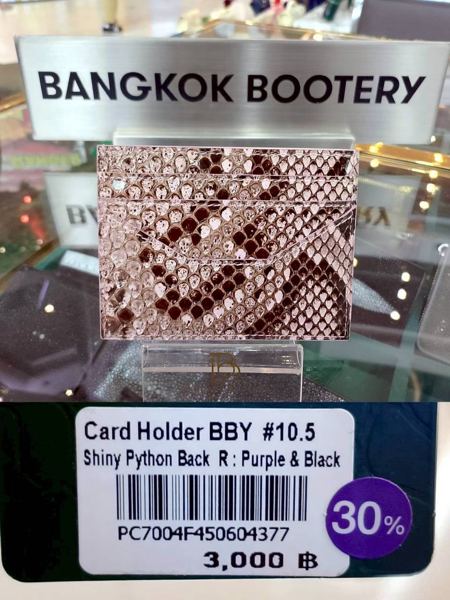 BANGKOK BOOTERY
Card Holder BBY #10.5
Shiny Python Back R : Purple & Black
PC7004F450604377
30%
3,000 ฿